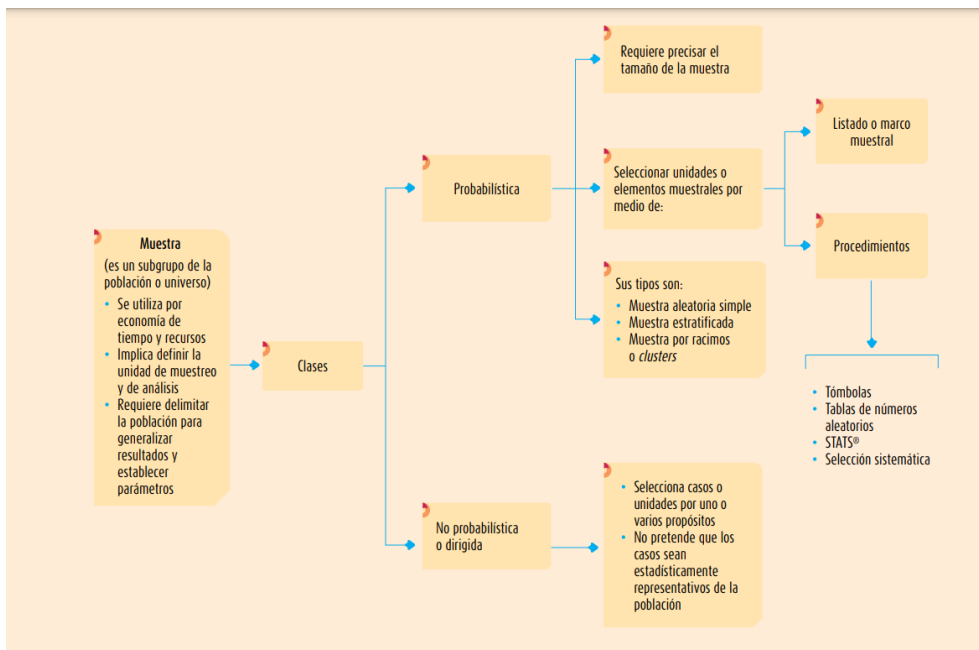 Muestra
(es un subgrupo de la
población o universo)
• Se utiliza por
economía de
tiempo y recursos
• Implica definir la
unidad de muestreo
y de análisis
• Requiere delimitar
la población para
generalizar
resultados y
establecer
parámetros
Clases
Probabilística
Requiere precisar el
tamaño de la muestra
Seleccionar unidades o
elementos muestrales por
medio de:
Listado o marco
muestral
Procedimientos
• Tómbolas
• Tablas de números
aleatorios
• STATS®
• Selección sistemática
Sus tipos son:
• Muestra aleatoria simple
• Muestra estratificada
• Muestra por racimos
o clusters
No probabilística
o dirigida
• Selecciona casos o
unidades por uno o
varios propósitos
• No pretende que los
casos sean
estadísticamente
representativos de la
población